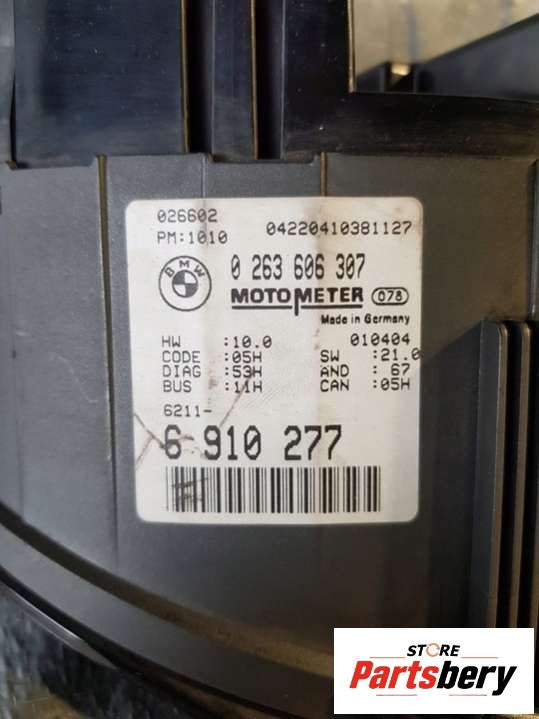 026602
PM:1010 04220410381127
BMW
0 263 606 307
MOTOMETER 078
Made in Germany
HW :10.0 010404
CODE :05H SW :21.0
DIAG :53H AND : 67
BUS :11H CAN :05H
6211-
6 910 277
STORE
Partsbery